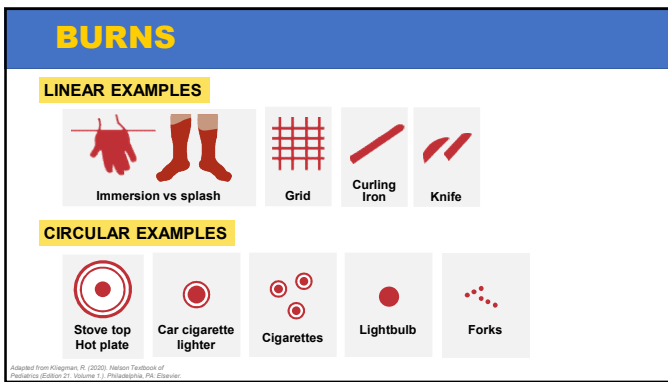 BURNS
LINEAR EXAMPLES
Immersion vs splash
Grid
Curling
Iron
Knife
CIRCULAR EXAMPLES
Stove top
Hot plate
Car cigarette
lighter
Cigarettes
Lightbulb
Forks
Adapted from Kliegman, R. (2020). Nelson Textbook of
Pediatrics (Edition 21. Volume 1.). Philadelphia, PA: Elsevier.